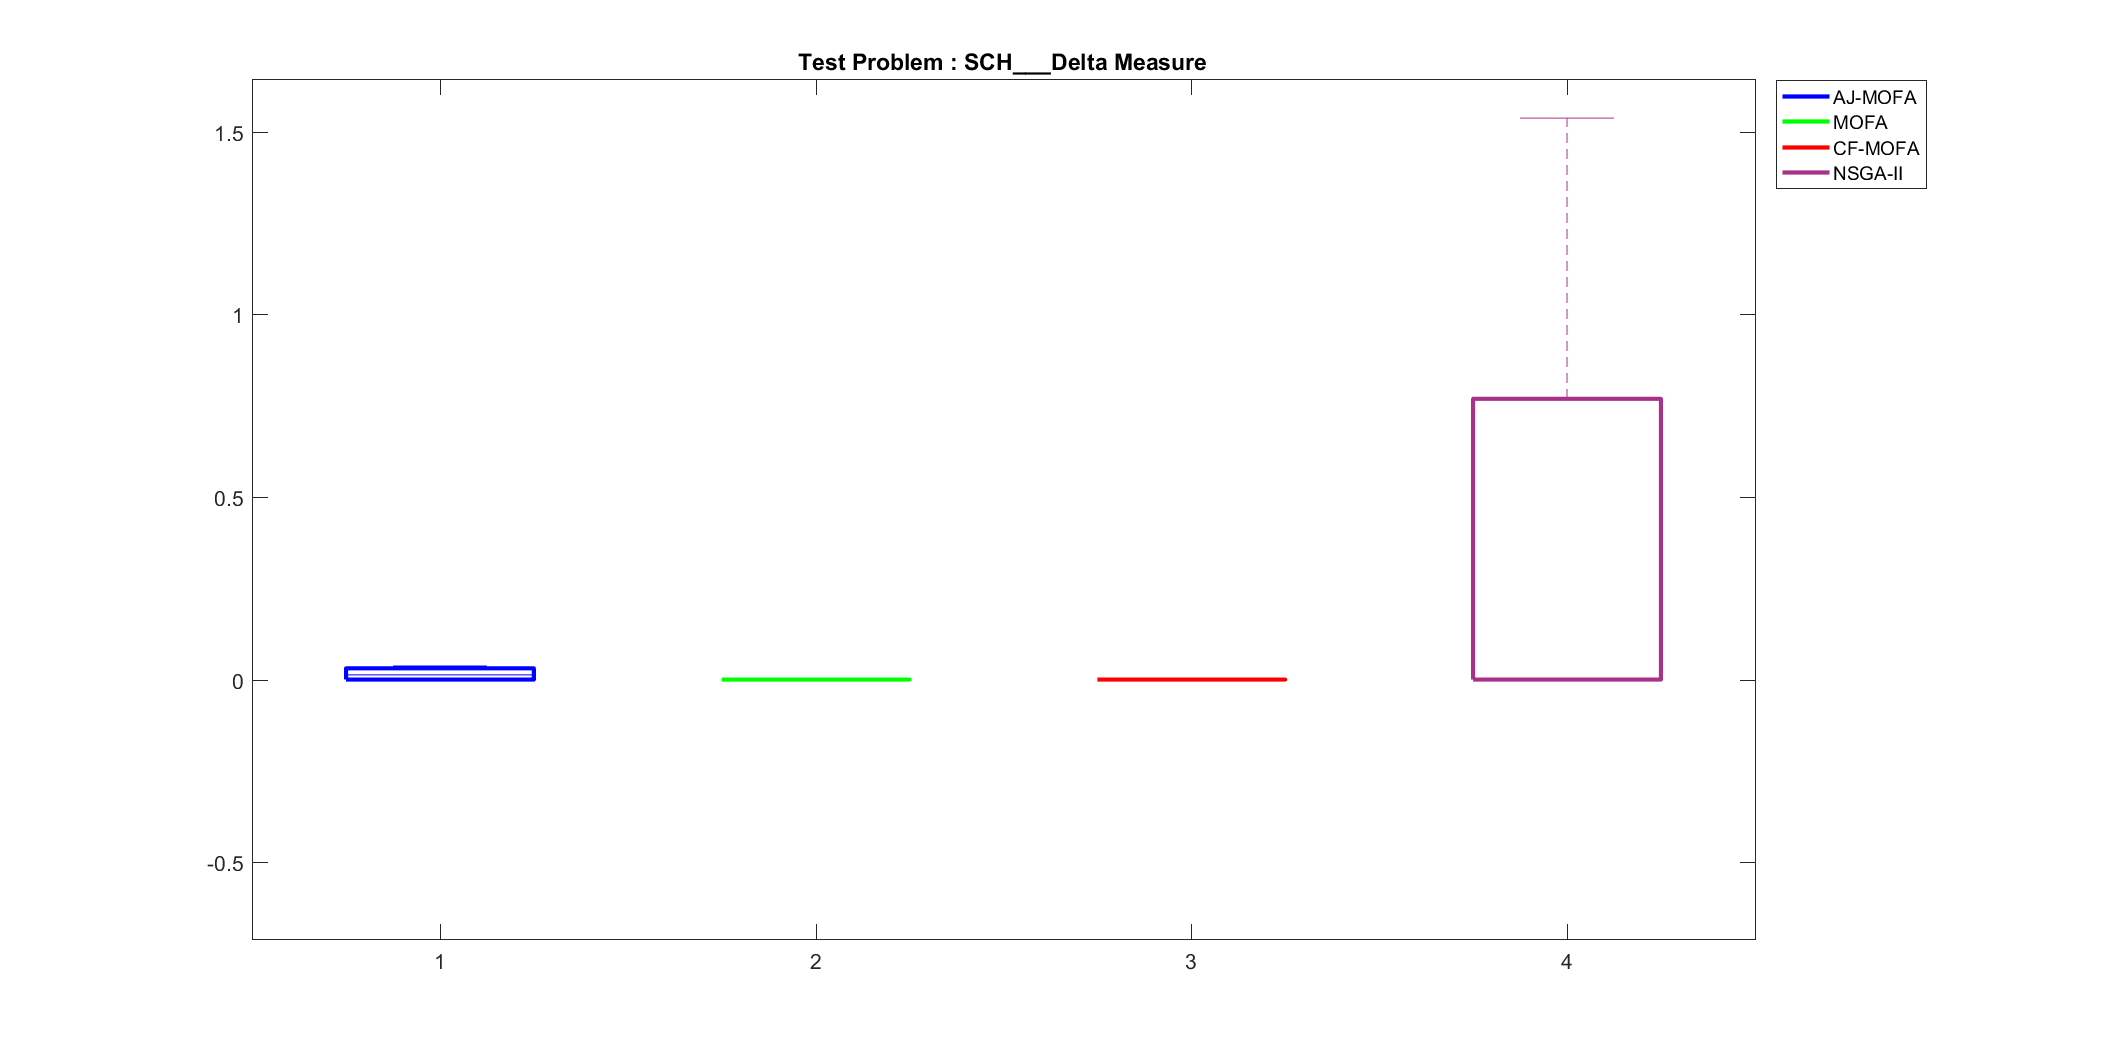 Test Problem : SCH___Delta Measure
AJ-MOFA
MOFA
CF-MOFA
NSGA-II
1.5
1
0.5
0
-0.5
1 2 3 4